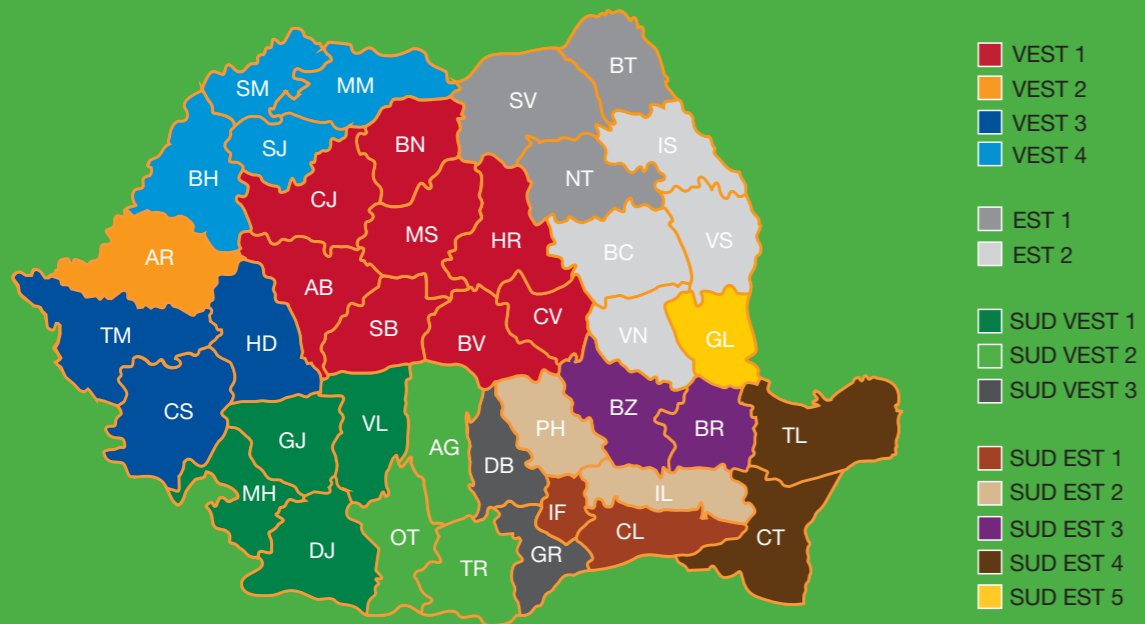 BT
SM
MM
SV
BN
IS
SJ
BH
NT
CJ
MS
HR
VS
BC
AR
AB
CV
SB
TM
VN
GL
HD
BV
BZ
CS
VL
PH
BR
TL
GJ
AG
DB
MH
IL
IF
CL
OT
CT
DJ
GR
TR
VEST 1
VEST 2
VEST 3
VEST 4
EST 1
EST 2
SUD VEST 1
SUD VEST 2
SUD VEST 3
SUD EST 1
SUD EST 2
SUD EST 3
SUD EST 4
SUD EST 5